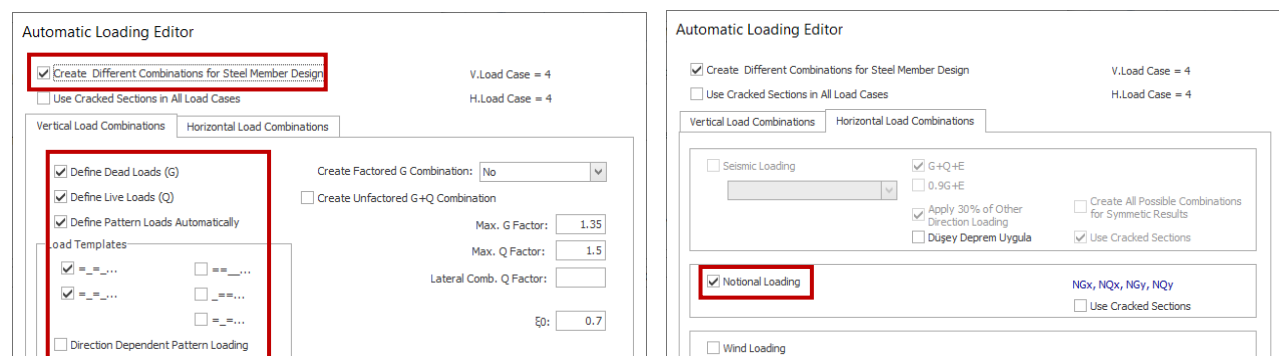 Automatic Loading Editor
Create Different Combinations for Steel Member Design
V.Load Case = 4
Use Cracked Sections in All Load Cases
H.Load Case = 4
Vertical Load Combinations
Horizontal Load Combinations
Define Dead Loads (G)
Create Factored G Combination: No
Define Live Loads (Q)
Create Unfactored G+Q Combination
Define Pattern Loads Automatically
Max. G Factor: 1.35
Load Templates
Max. Q Factor: 1.5
=_=_...
==__...
Lateral Comb. Q Factor:
=_=_...
_==...
=_=...
ξ0: 0.7
Direction Dependent Pattern Loading
Automatic Loading Editor
Create Different Combinations for Steel Member Design
V.Load Case = 4
Use Cracked Sections in All Load Cases
H.Load Case = 4
Vertical Load Combinations
Horizontal Load Combinations
Seismic Loading
G+Q+E
0.9G+E
Apply 30% of Other
Direction Loading
Create All Possible Combinations
for Symmetic Results
Düşey Deprem Uygula
Use Cracked Sections
Notional Loading
NGx, NQx, NGy, NQy
Use Cracked Sections
Wind Loading